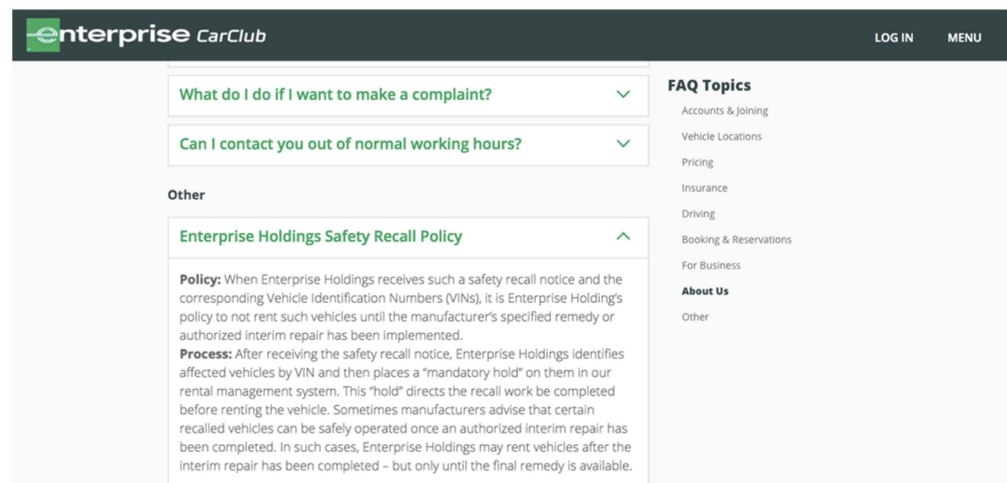 enterprise CarClub
LOG IN
MENU
What do I do if I want to make a complaint?
Can I contact you out of normal working hours?
Other
Enterprise Holdings Safety Recall Policy
Policy: When Enterprise Holdings receives such a safety recall notice and the
corresponding Vehicle Identification Numbers (VINs), it is Enterprise Holding's
policy to not rent such vehicles until the manufacturer's specified remedy or
authorized interim repair has been implemented.
Process: After receiving the safety recall notice, Enterprise Holdings identifies
affected vehicles by VIN and then places a “mandatory hold” on them in our
rental management system. This “hold” directs the recall work be completed
before renting the vehicle. Sometimes manufacturers advise that certain
recalled vehicles can be safely operated once an authorized interim repair has
been completed. In such cases, Enterprise Holdings may rent vehicles after the
interim repair has been completed – but only until the final remedy is available.
FAQ Topics
Accounts & Joining
Vehicle Locations
Pricing
Insurance
Driving
Booking & Reservations
For Business
About Us
Other